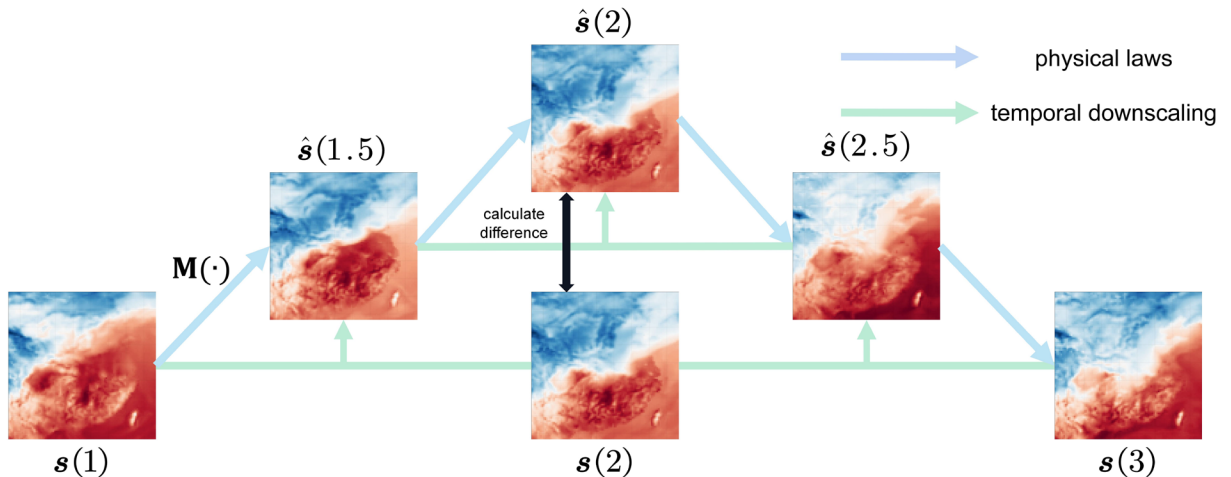 ŝ(2)
physical laws
temporal downscaling
ŝ(1.5)
ŝ(2.5)
calculate
difference
M(·)
s(1)
s(2)
s(3)